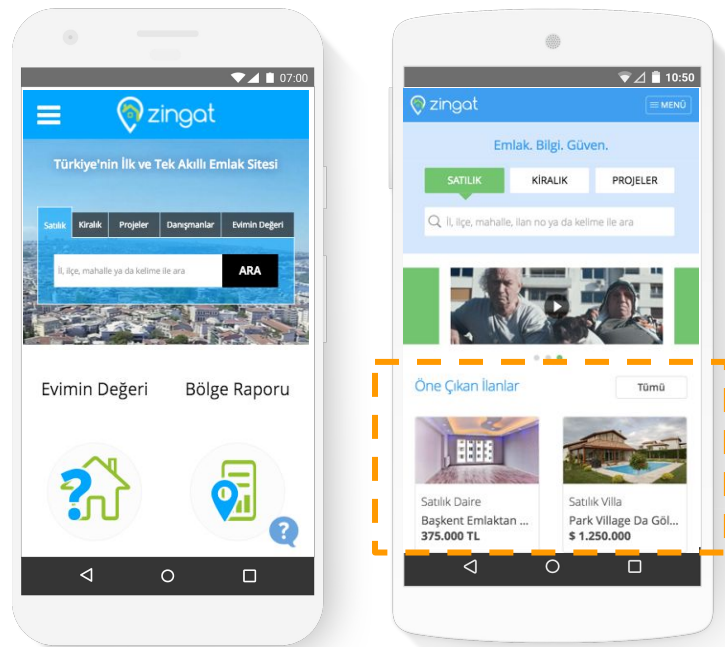 07:00
zingat
Türkiye'nin İlk ve Tek Akıllı Emlak Sitesi
Satılık Kiralık Projeler Danışmanlar Evimin Değeri
İl, ilçe, mahalle ya da kelime ile ara
ARA
Evimin Değeri Bölge Raporu
?
?
10:50
zingat
MENÜ
Emlak. Bilgi. Güven.
SATILIK KİRALIK PROJELER
İl, ilçe, mahalle, ilan no ya da kelime ile ara
Öne Çıkan İlanlar
Tümü
Satılık Daire
Başkent Emlaktan ...
375.000 TL
Satılık Villa
Park Village Da Göl...
$ 1.250.000